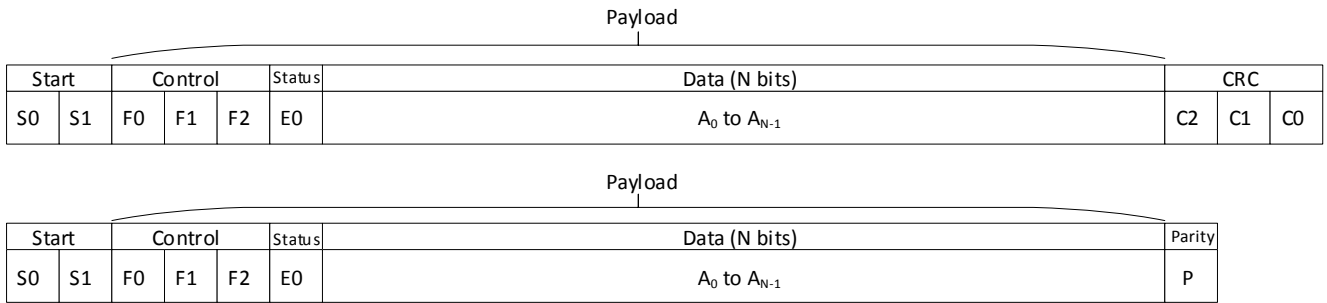 Payload
Start Control Status Data (N bits) CRC
S0 S1 F0 F1 F2 E0 A0 to AN-1 C2 C1 C0
Payload
Start Control Status Data (N bits) Parity
S0 S1 F0 F1 F2 E0 A0 to AN-1 P